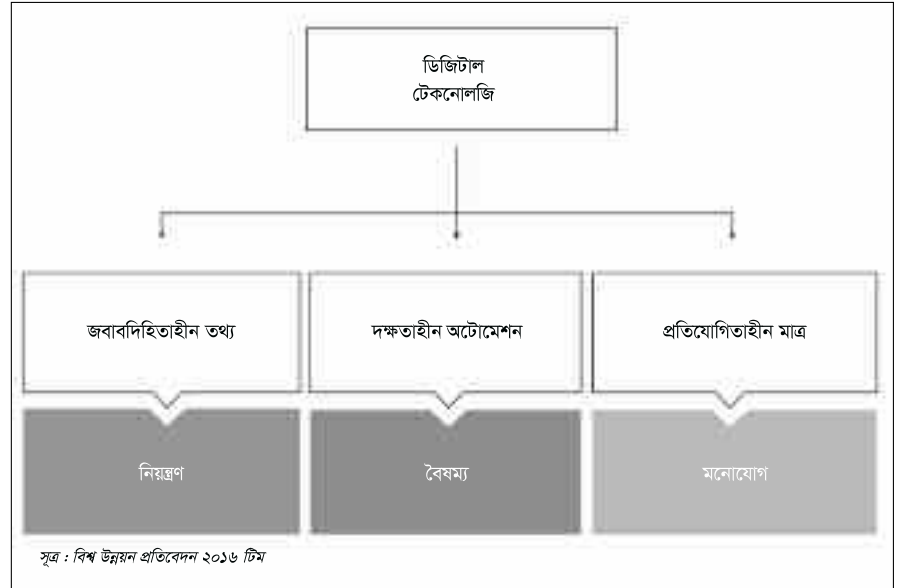 ডিজিটাল
টেকনোলজি
জবাবদিহিতাহীন তথ্য
দক্ষতাহীন অটোমেশন
প্রতিযোগিতাহীন মাত্র
নিয়ন্ত্রণ
বৈষম্য
মনোযোগ
সূত্র : বিশ্ব উন্নয়ন প্রতিবেদন ২০১৬ টিম